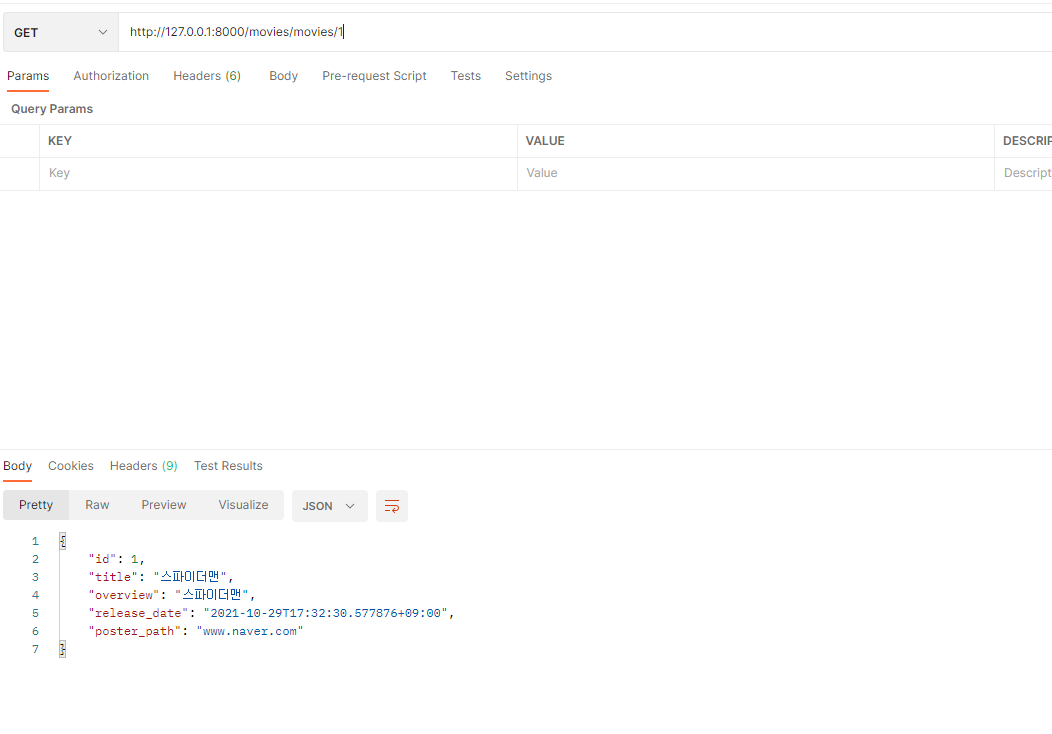 GET http://127.0.0.1:8000/movies/movies/1
Params Authorization Headers (6) Body Pre-request Script Tests Settings
Query Params
KEY VALUE DESCRIP
Key Value Descript
Body Cookies Headers (9) Test Results
Pretty Raw Preview Visualize JSON
1 {
2 "id": 1,
3 "title": "스파이더맨",
4 "overview": "스파이더맨",
5 "release_date": "2021-10-29T17:32:30.577876+09:00",
6 "poster_path": "www.naver.com"
7 }